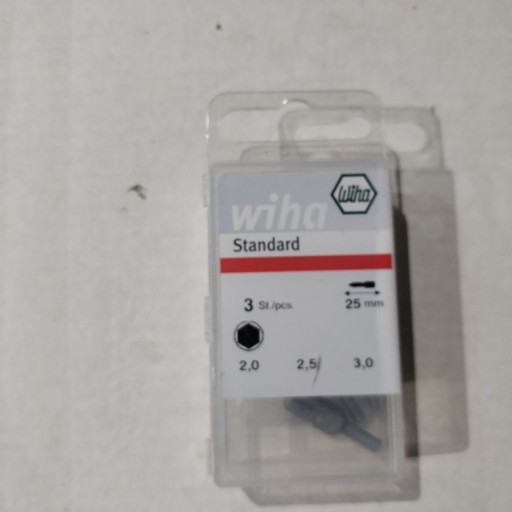 Wiha
wiha
Standard
3 St./pcs.
25 mm
2,0 2,5 3,0